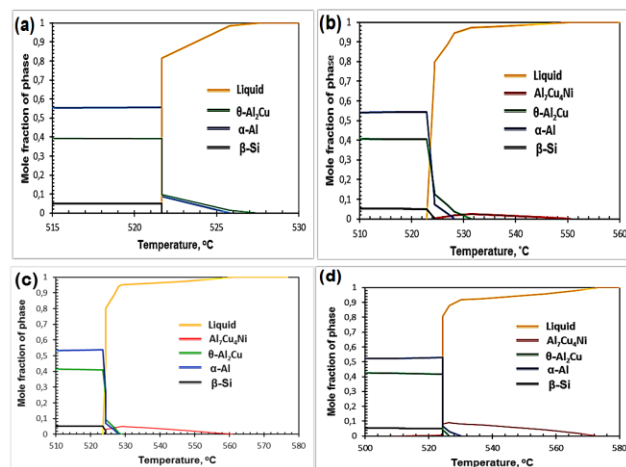 (a)
Mole fraction of phase
1
0,9
0,8
0,7
0,6
0,5
0,4
0,3
0,2
0,1
0
Liquid
θ-Al₂Cu
α-Al
β-Si
515 520 525 530
Temperature, ºC
(b)
Mole fraction of phase
1
0,9
0,8
0,7
0,6
0,5
0,4
0,3
0,2
0,1
0
Liquid
Al₇Cu₄Ni
θ-Al₂Cu
α-Al
β-Si
510 520 530 540 550 560
Temperature, ˚C
(c)
Mole fraction of phase
1
0,9
0,8
0,7
0,6
0,5
0,4
0,3
0,2
0,1
0
Liquid
Al₇Cu₄Ni
θ-Al₂Cu
α-Al
β-Si
510 520 530 540 550 560 570 580
Temperature, ºC
(d)
Mole fraction of phase
1
0,9
0,8
0,7
0,6
0,5
0,4
0,3
0,2
0,1
0
Liquid
Al₇Cu₄Ni
θ-Al₂Cu
α-Al
β-Si
500 520 540 560 580
Temperature, ºC